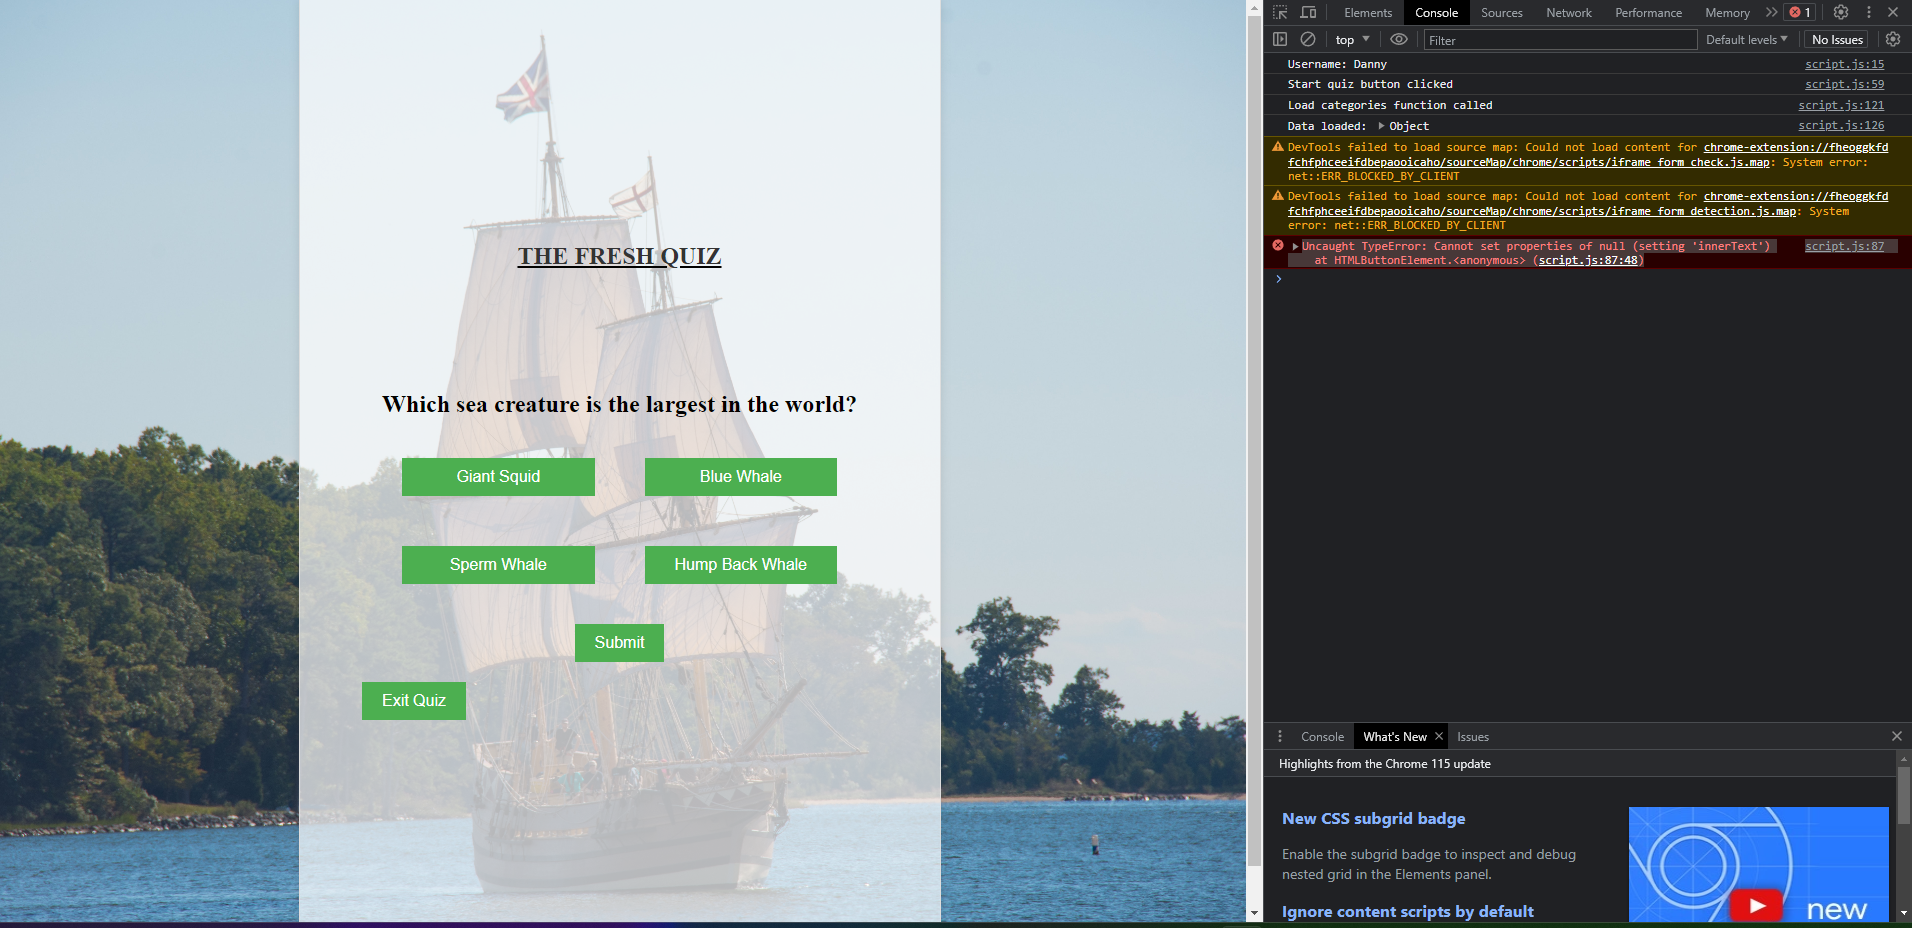 THE FRESH QUIZ
Which sea creature is the largest in the world?
Giant Squid
Blue Whale
Sperm Whale
Hump Back Whale
Submit
Exit Quiz
Elements Console Sources Network Performance Memory 1
top Filter Default levels No Issues
Username: Danny script.js:15
Start quiz button clicked script.js:59
Load categories function called script.js:121
Data loaded: Object script.js:126
DevTools failed to load source map: Could not load content for chrome-extension://fheoggkfd
fchfphceeifdbepaooicaho/sourceMap/chrome/scripts/iframe_form_check.js.map: System error:
net::ERR_BLOCKED_BY_CLIENT
DevTools failed to load source map: Could not load content for chrome-extension://fheoggkfd
fchfphceeifdbepaooicaho/sourceMap/chrome/scripts/iframe_form_detection.js.map: System
error: net::ERR_BLOCKED_BY_CLIENT
Uncaught TypeError: Cannot set properties of null (setting 'innerText') script.js:87
at HTMLButtonElement.<anonymous> (script.js:87:48)
Console What's New Issues
Highlights from the Chrome 115 update
New CSS subgrid badge
Enable the subgrid badge to inspect and debug
nested grid in the Elements panel.
Ignore content scripts by default
new